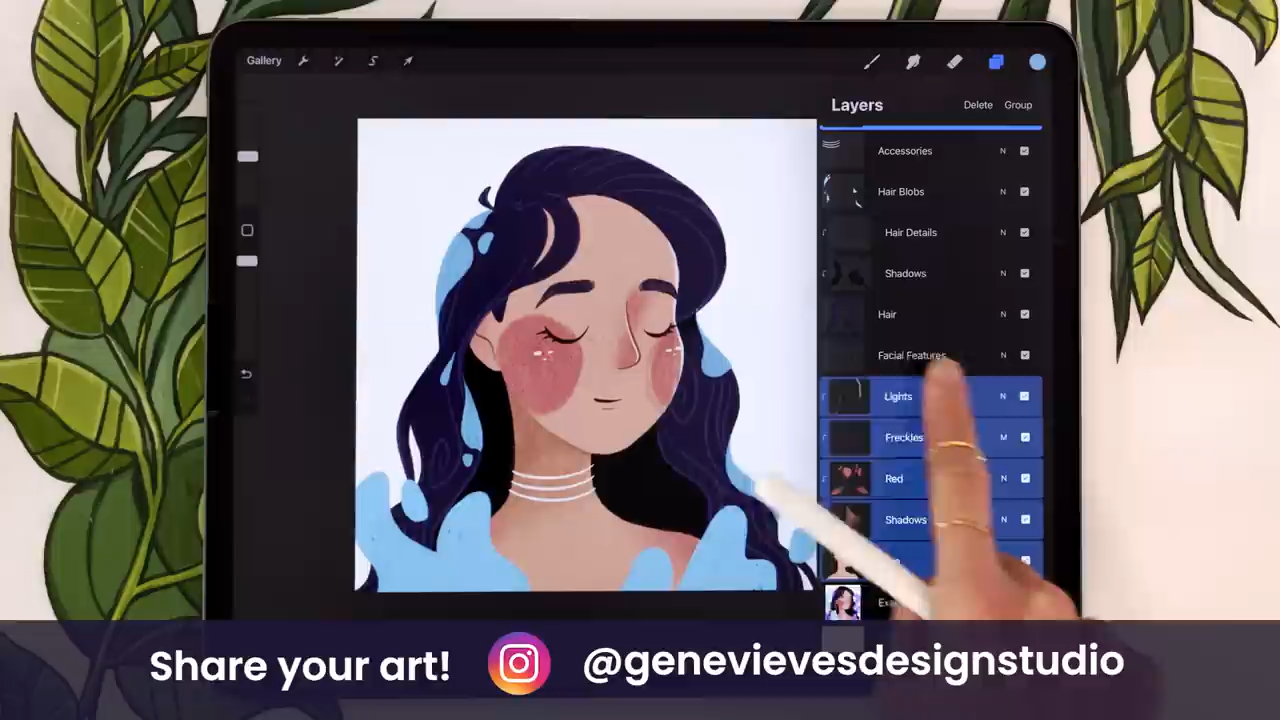 Gallery
Layers
Delete Group
Accessories N
Hair Blobs N
Hair Details N
Shadows N
Hair N
Facial Features N
Lights N
Freckles M
Red N
Shadows N
Share your art!
@genevievesdesignstudio